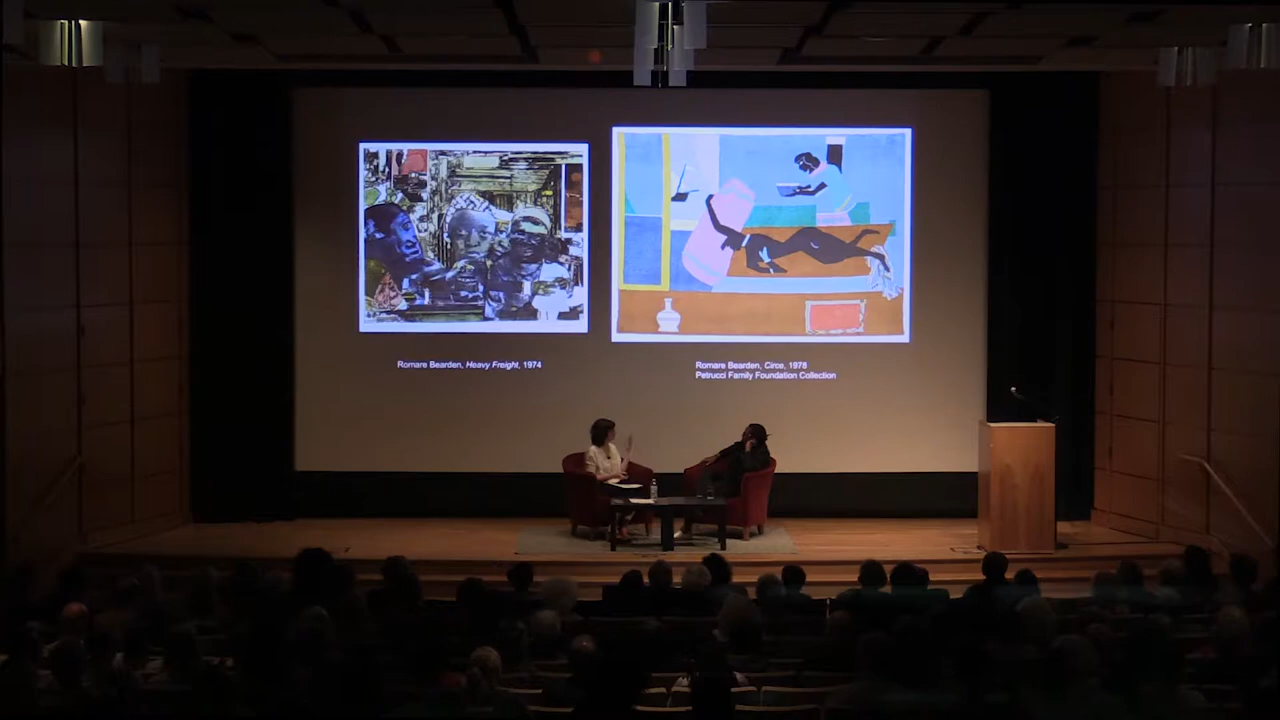 Romare Bearden, Heavy Freight, 1974
Romare Bearden, Circe, 1978
Petrucci Family Foundation Collection